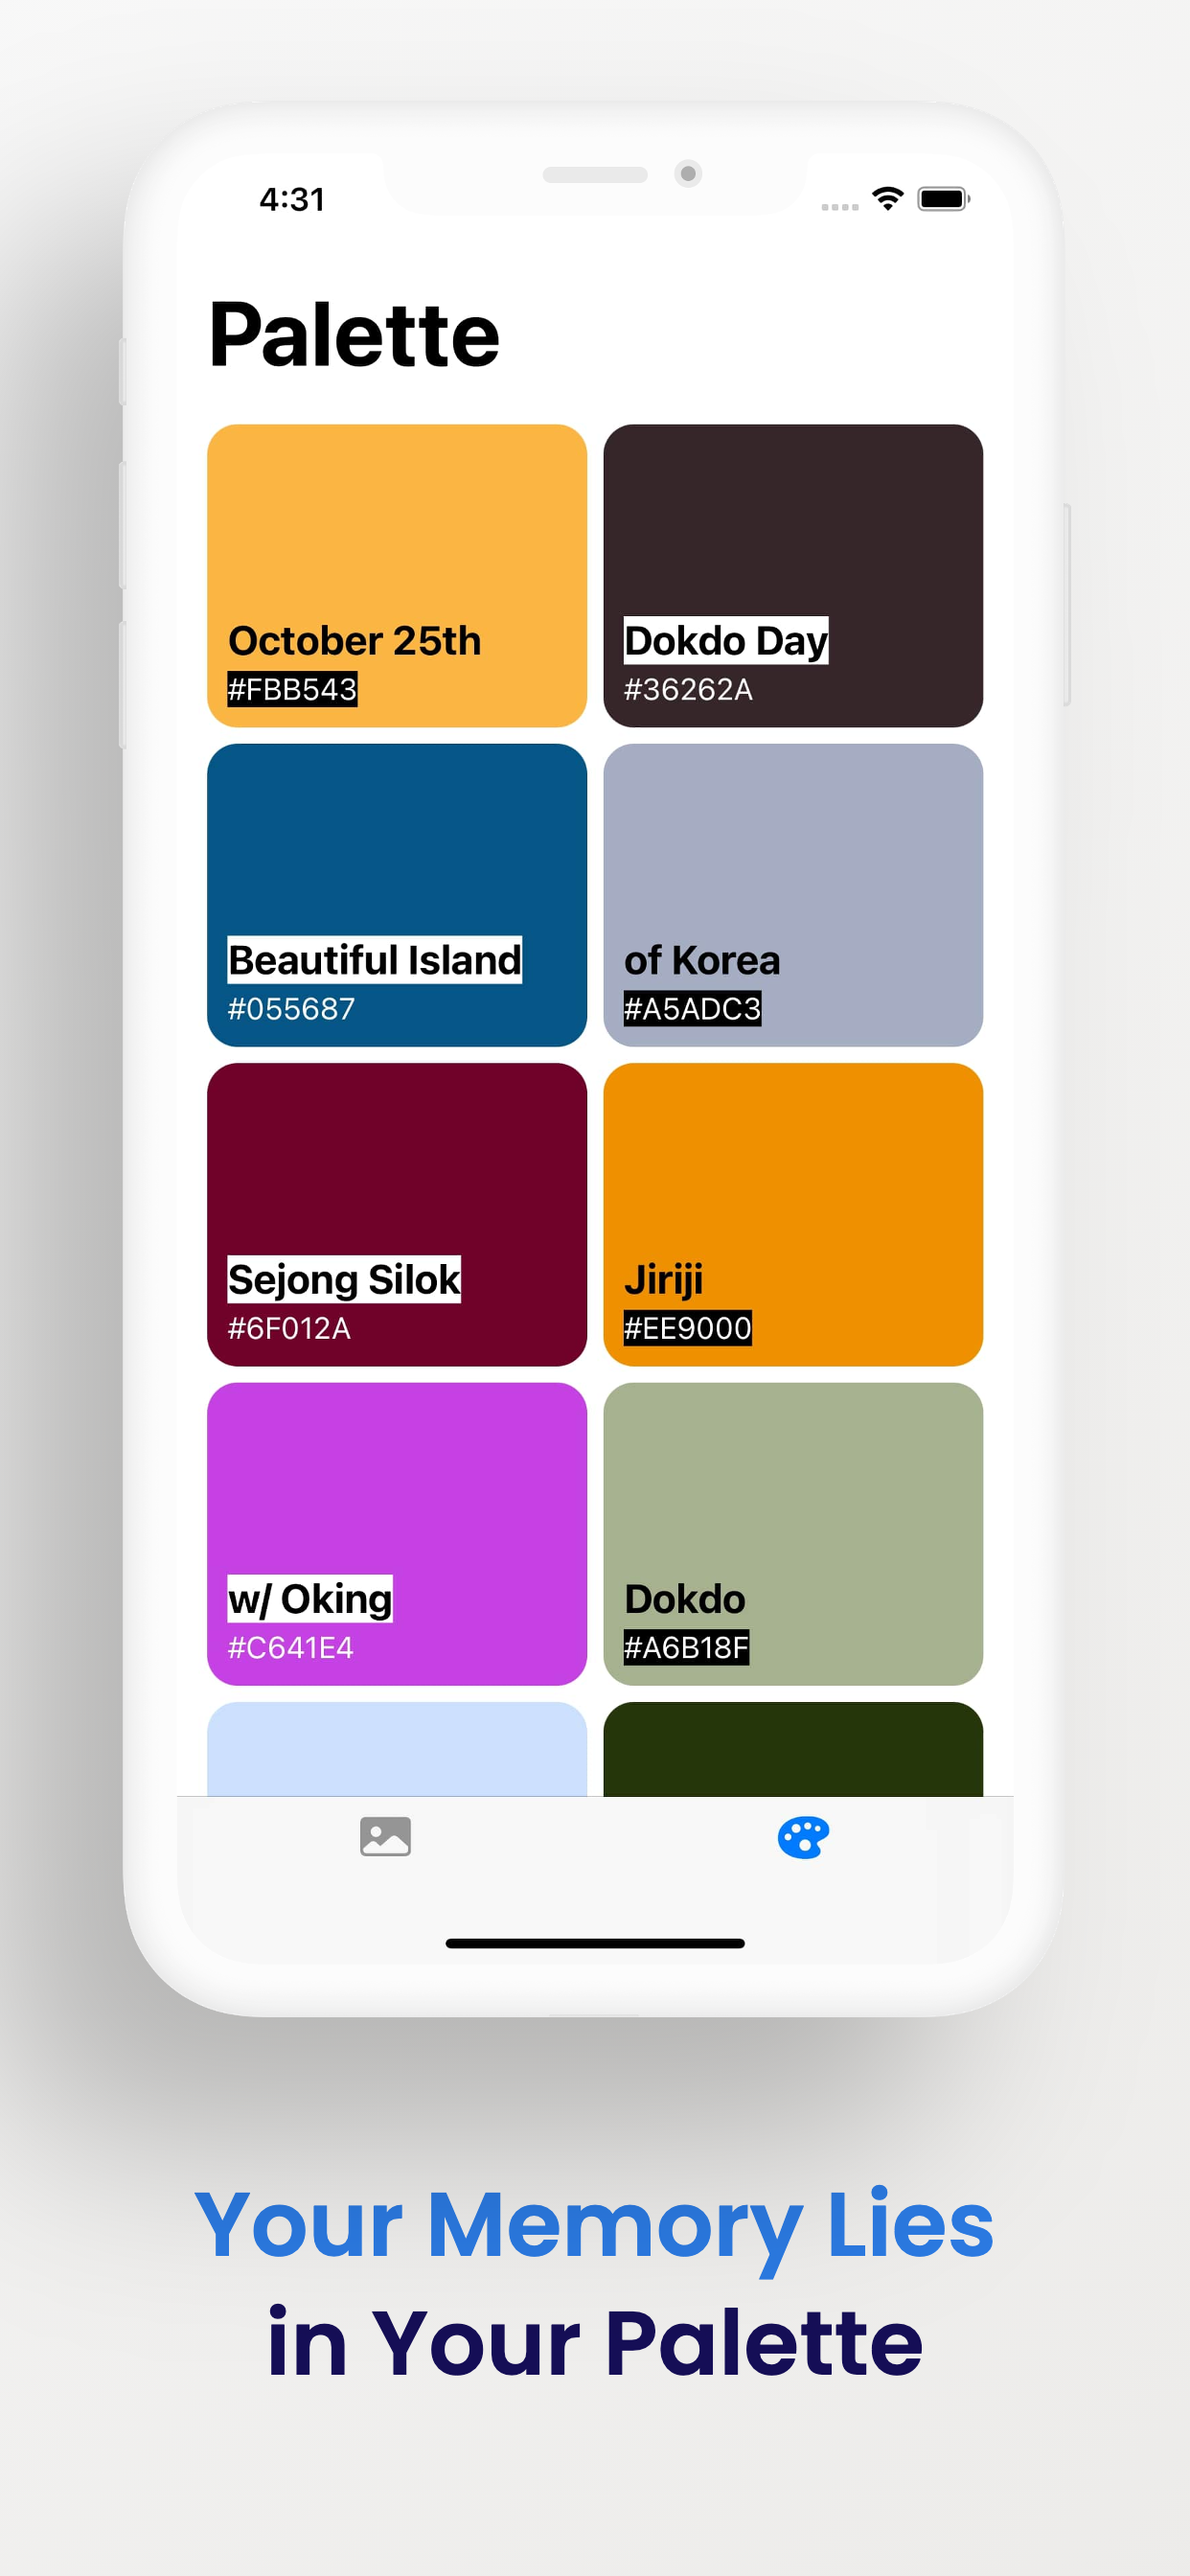 4:31
Palette
October 25th
#FBB543
Dokdo Day
#36262A
Beautiful Island
#055687
of Korea
#A5ADC3
Sejong Silok
#6F012A
Jiriji
#EE9000
w/ Oking
#C641E4
Dokdo
#A6B18F
Your Memory Lies
in Your Palette